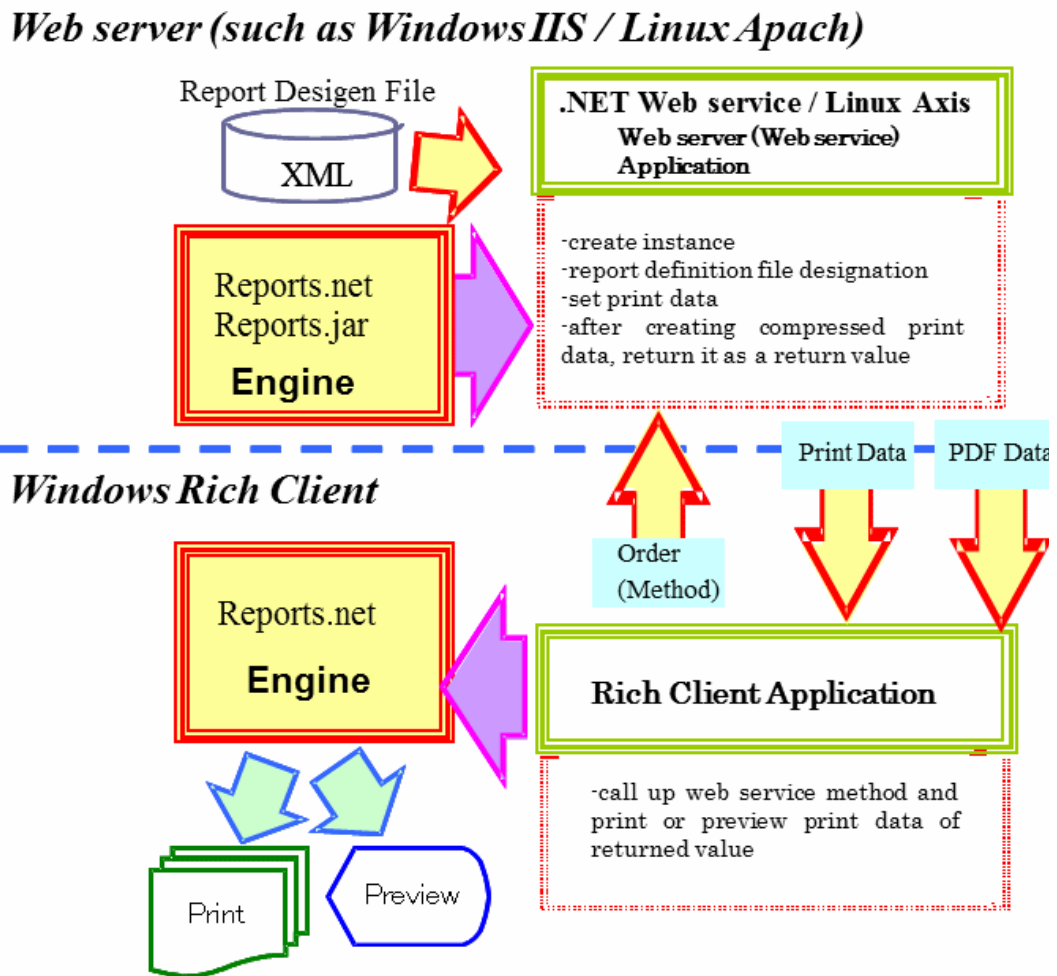 Web server (such as Windows IIS / Linux Apach)
Report Desigen File
XML
.NET Web service / Linux Axis
Web server (Web service)
Application
Reports.net
Reports.jar
Engine
-create instance
-report definition file designation
-set print data
-after creating compressed print
data, return it as a return value
Print Data
PDF Data
Windows Rich Client
Order
(Method)
Reports.net
Engine
Rich Client Application
-call up web service method and
print or preview print data of
returned value
Print
Preview